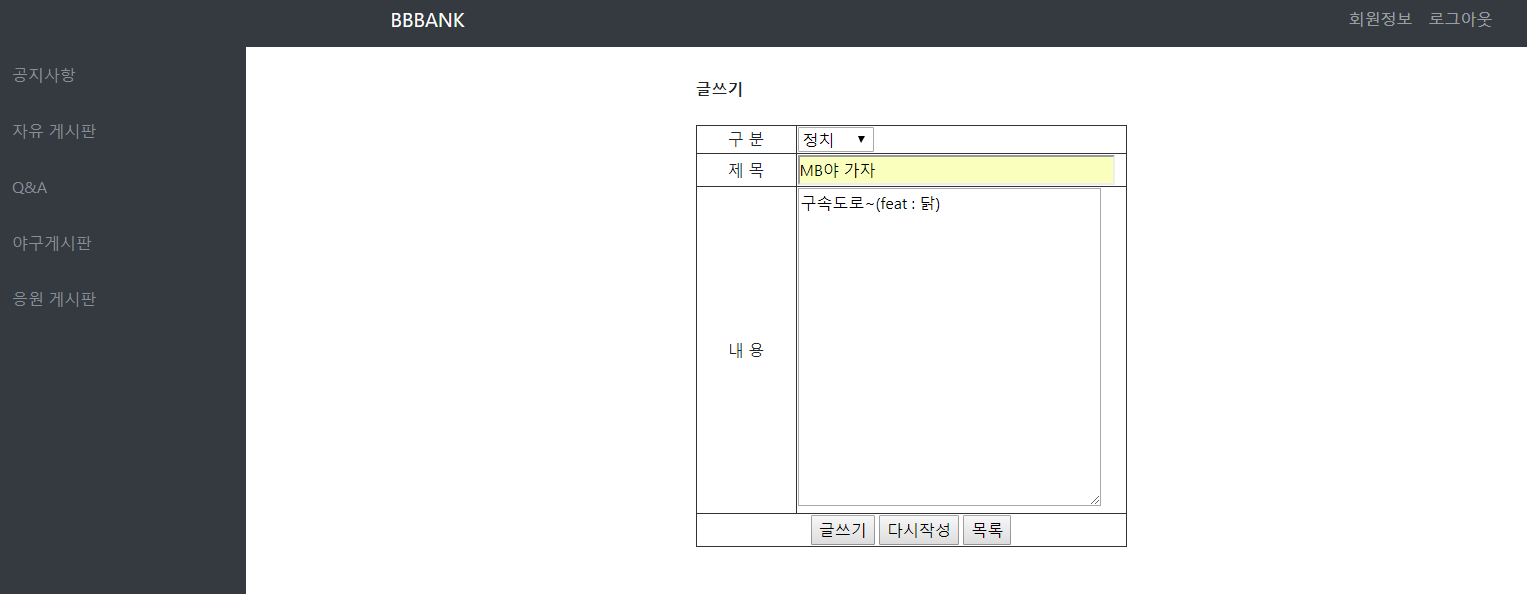 BBBANK 회원정보 로그아웃
공지사항
자유 게시판
Q&A
야구게시판
응원 게시판
글쓰기
구 분 정치
제 목 MB야 가자
내 용 구속도로~(feat : 닭)
글쓰기 다시작성 목록